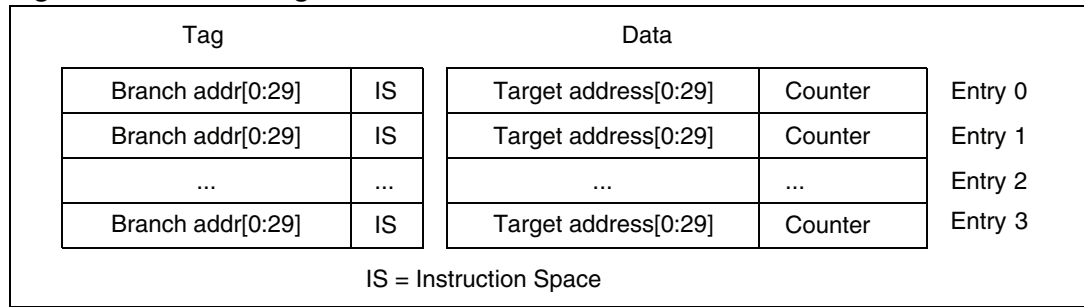 Tag Data
Branch addr[0:29] IS Target address[0:29] Counter Entry 0
Branch addr[0:29] IS Target address[0:29] Counter Entry 1
... ... ... ... Entry 2
Branch addr[0:29] IS Target address[0:29] Counter Entry 3
IS = Instruction Space